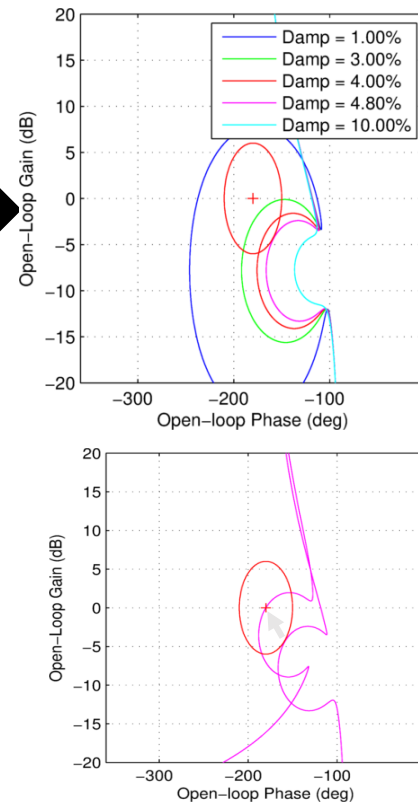 20
15
10
5
0
−5
−10
−15
−20
Open−Loop Gain (dB)
Damp = 1.00%
Damp = 3.00%
Damp = 4.00%
Damp = 4.80%
Damp = 10.00%
−300 −200 −100
Open−loop Phase (deg)
20
15
10
5
0
−5
−10
−15
−20
Open−Loop Gain (dB)
−300 −200 −100
Open−loop Phase (deg)